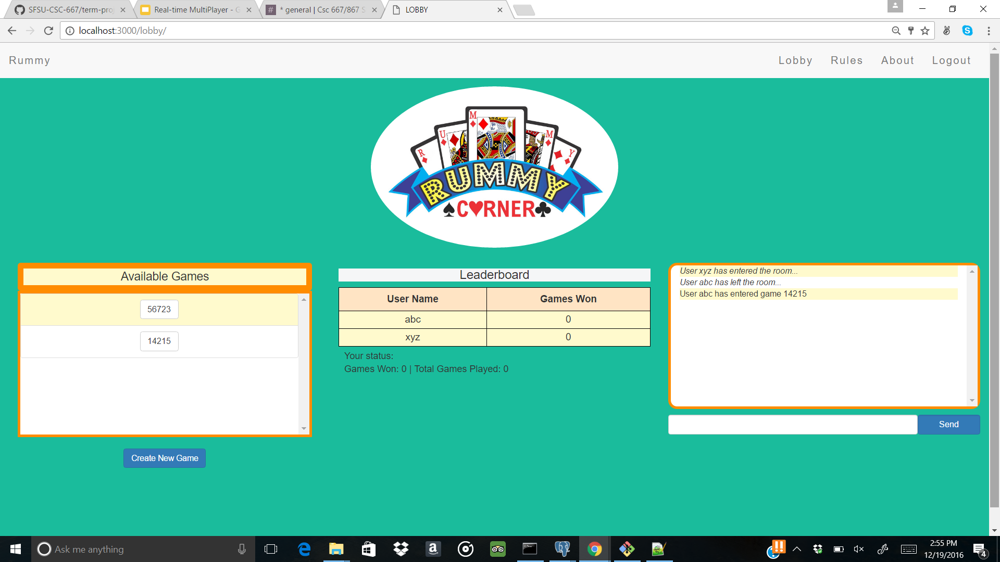 SFSU-CSC-667/term-proj
Real-time MultiPlayer - G
* general | Csc 667/867 S
LOBBY
localhost:3000/lobby/
Rummy
Lobby
Rules
About
Logout
R
U
M
M
Y
RUMMY
C♥RNER
Available Games
56723
14215
Create New Game
Leaderboard
User Name Games Won
abc 0
xyz 0
Your status:
Games Won: 0 | Total Games Played: 0
User xyz has entered the room...
User abc has left the room...
User abc has entered game 14215
Send
Ask me anything
2:55 PM
12/19/2016
4